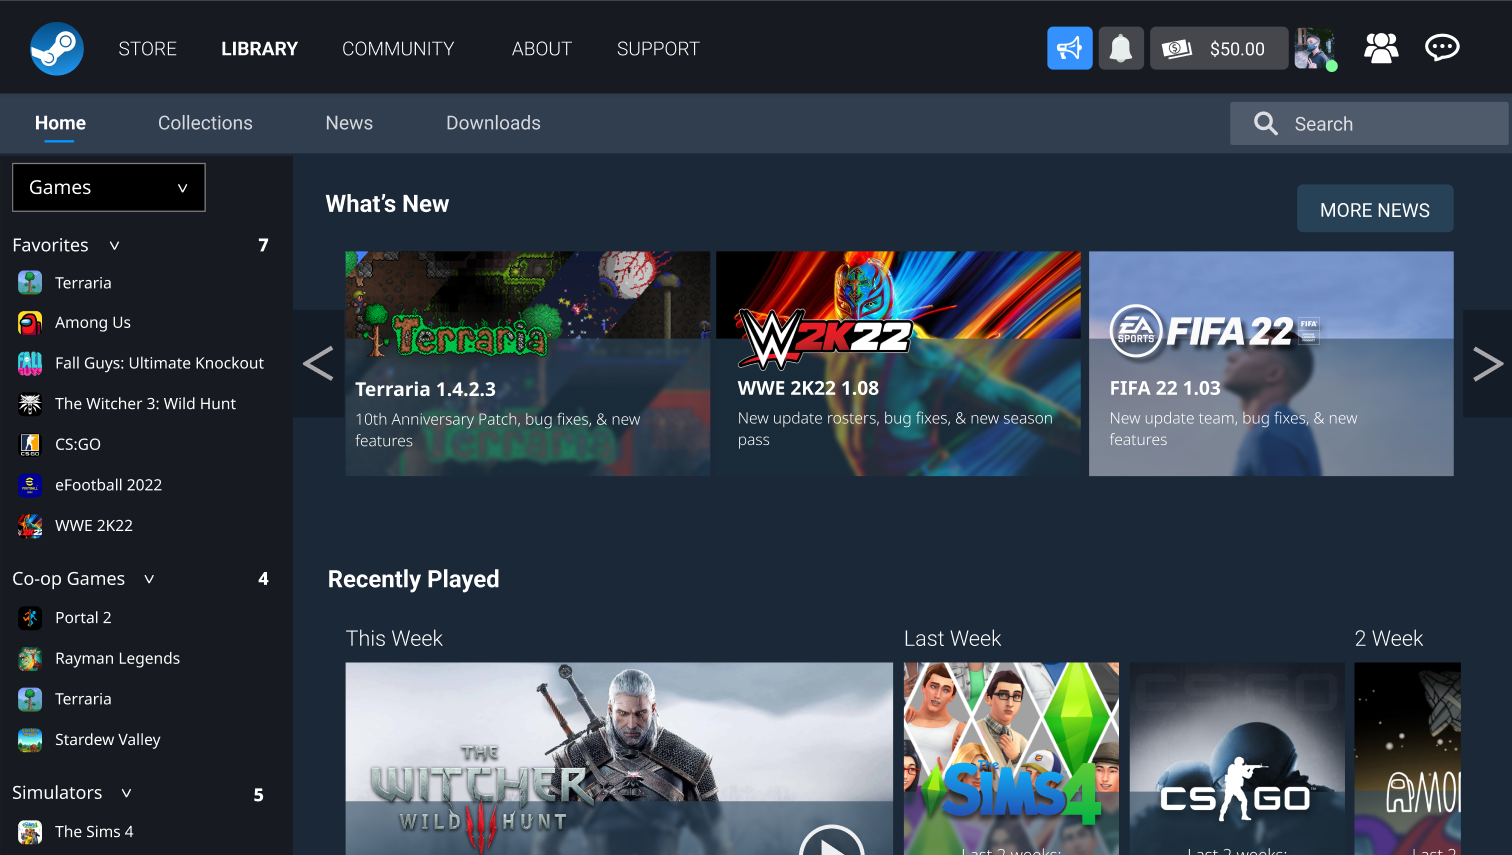 STORE
LIBRARY
COMMUNITY
ABOUT
SUPPORT
$50.00
Home
Collections
News
Downloads
Search
Games
Favorites
7
Terraria
Among Us
Fall Guys: Ultimate Knockout
The Witcher 3: Wild Hunt
CS:GO
eFootball 2022
WWE 2K22
Co-op Games
4
Portal 2
Rayman Legends
Terraria
Stardew Valley
Simulators
5
The Sims 4
What's New
MORE NEWS
Terraria
Terraria 1.4.2.3
10th Anniversary Patch, bug fixes, & new
features
W 2K22
WWE 2K22 1.08
New update rosters, bug fixes, & new season
pass
EA
SPORTS
FIFA 22
FIFA
FIFA 22 1.03
New update team, bug fixes, & new
features
Recently Played
This Week
THE
WITCHER
WILD HUNT
Last Week
The
SIMS 4
Last 2 weeks:
CS GO
Last 2 weeks:
2 Week
AMO
Last 2